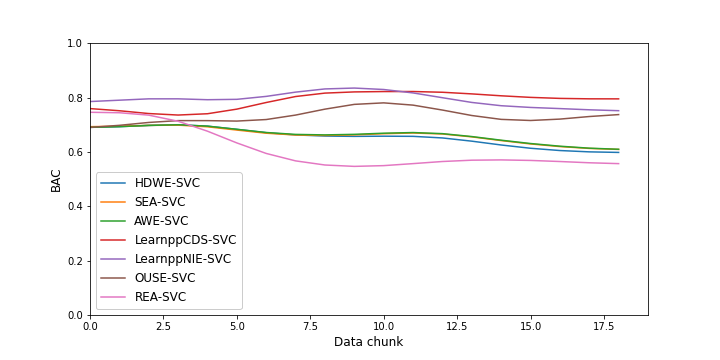 1.0
0.8
0.6
0.4
0.2
0.0
BAC
HDWE-SVC
SEA-SVC
AWE-SVC
LearnppCDS-SVC
LearnppNIE-SVC
OUSE-SVC
REA-SVC
0.0 2.5 5.0 7.5 10.0 12.5 15.0 17.5
Data chunk